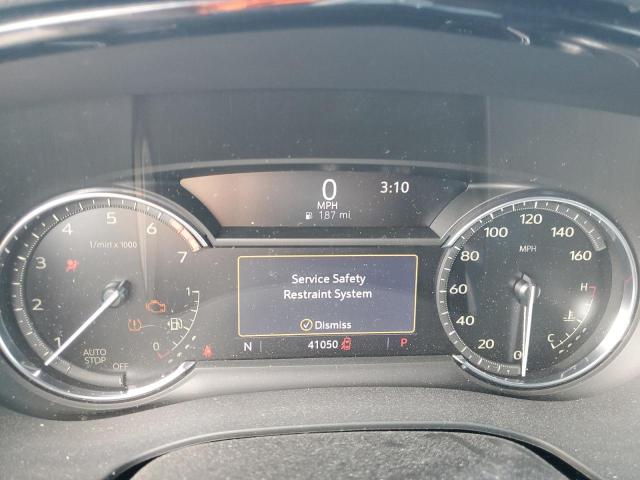 0
MPH
187 mi
3:10
1
2
3
4
5
6
7
1/min x 1000
AUTO
STOP
OFF
1
0
Service Safety
Restraint System
Dismiss
N
41050
P
0
20
40
60
80
100
120
140
160
MPH
H
C